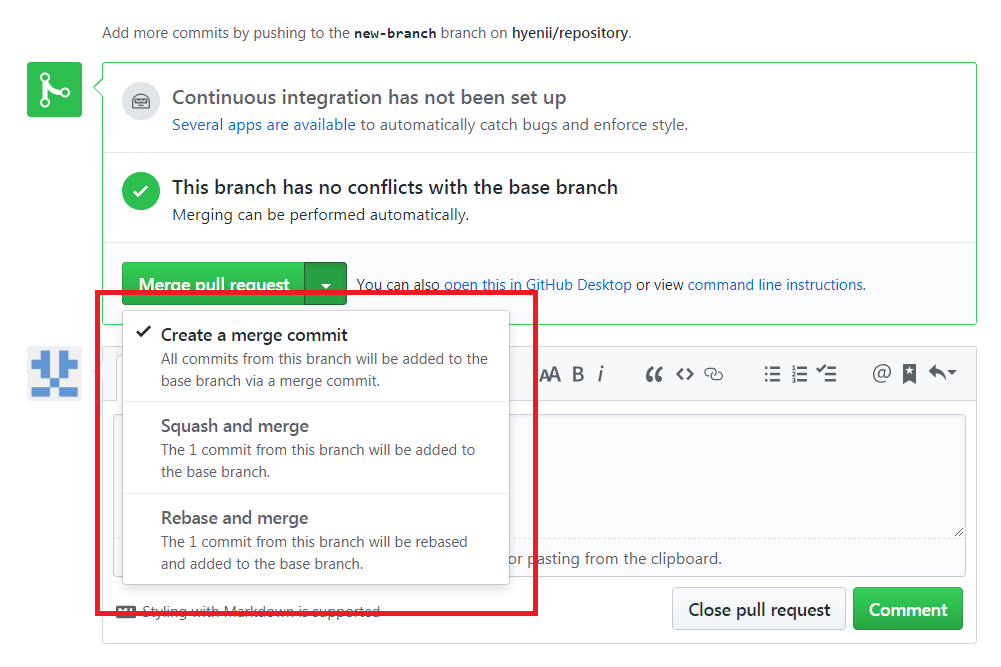 Add more commits by pushing to the new-branch branch on hyenii/repository.
Continuous integration has not been set up
Several apps are available to automatically catch bugs and enforce style.
This branch has no conflicts with the base branch
Merging can be performed automatically.
Merge pull request
You can also open this in GitHub Desktop or view command line instructions.
Create a merge commit
All commits from this branch will be added to the
base branch via a merge commit.
AA B i
@
Squash and merge
The 1 commit from this branch will be added to
the base branch.
Rebase and merge
The 1 commit from this branch will be rebased
and added to the base branch.
or pasting from the clipboard.
Styling with Markdown is supported
Close pull request
Comment